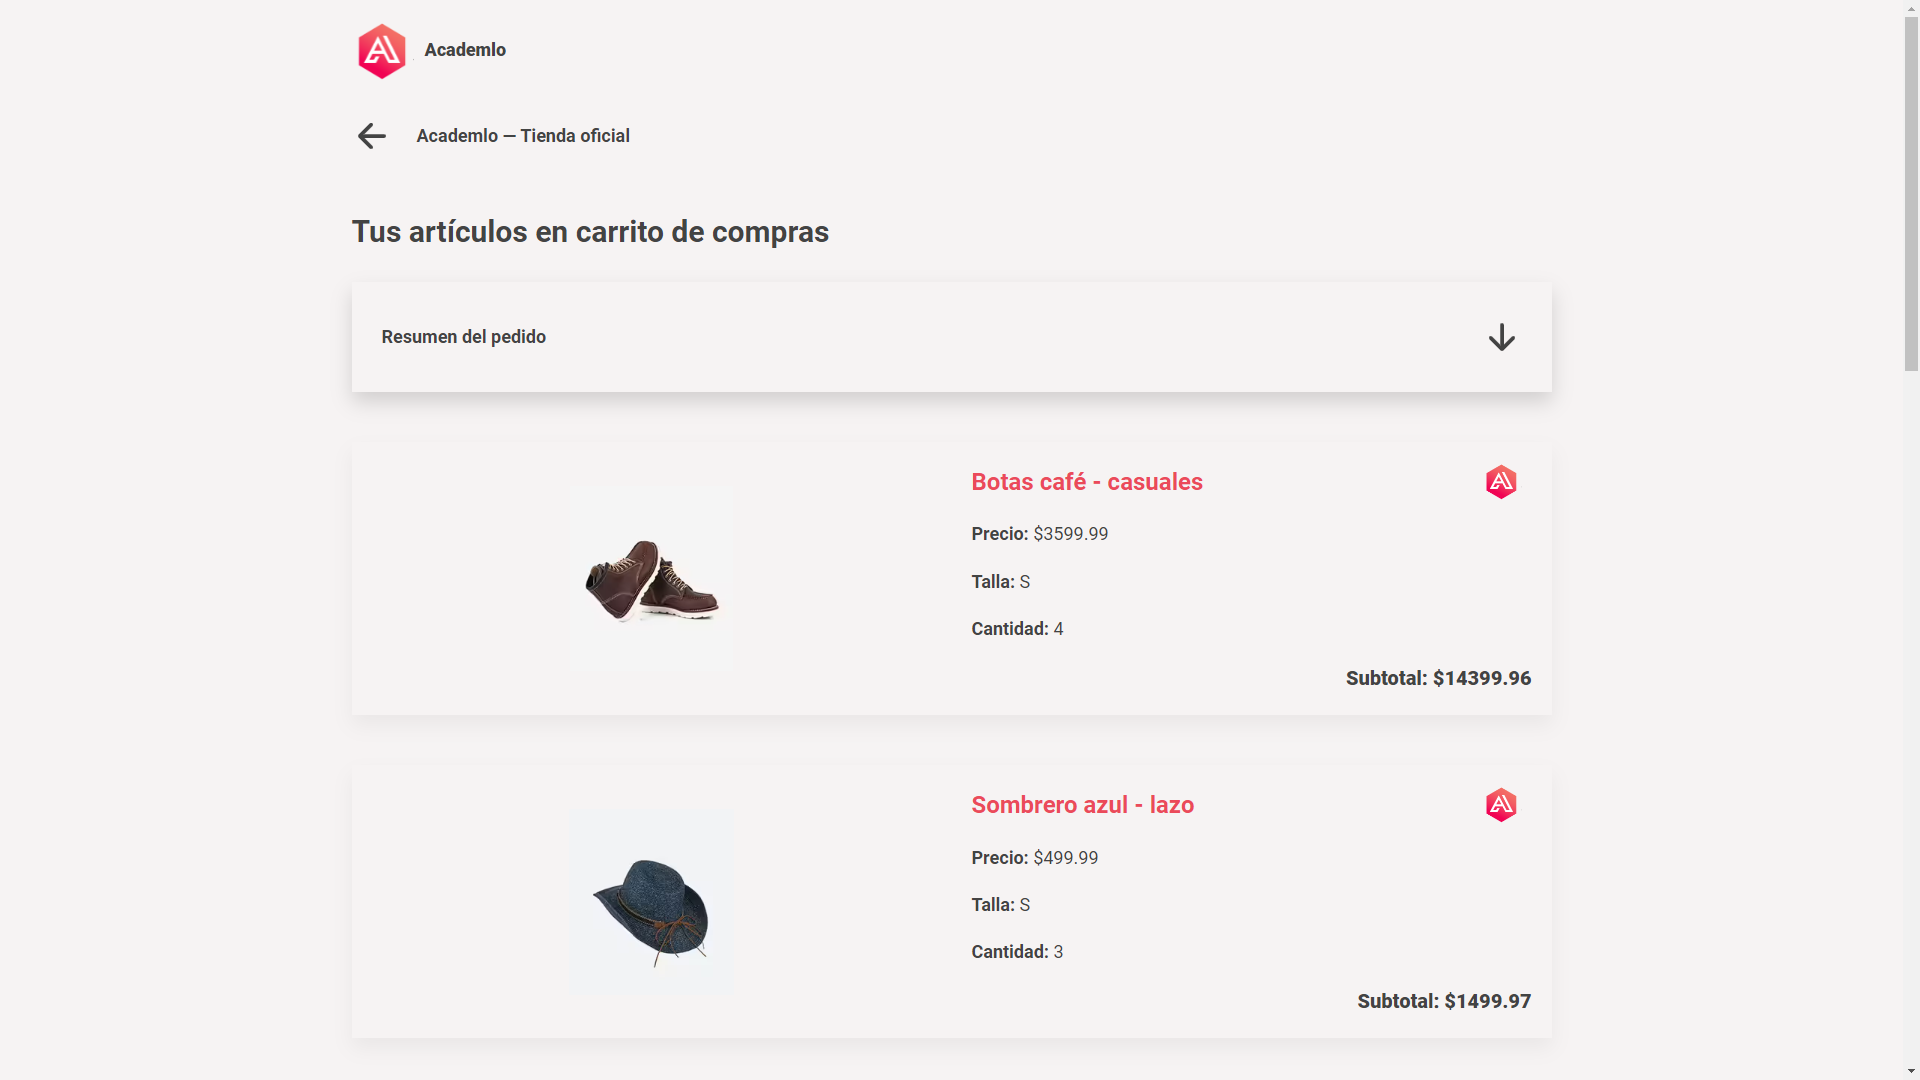 Academlo
Academlo — Tienda oficial
Tus artículos en carrito de compras
Resumen del pedido
Botas café - casuales
Precio: $3599.99
Talla: S
Cantidad: 4
Subtotal: $14399.96
Sombrero azul - lazo
Precio: $499.99
Talla: S
Cantidad: 3
Subtotal: $1499.97